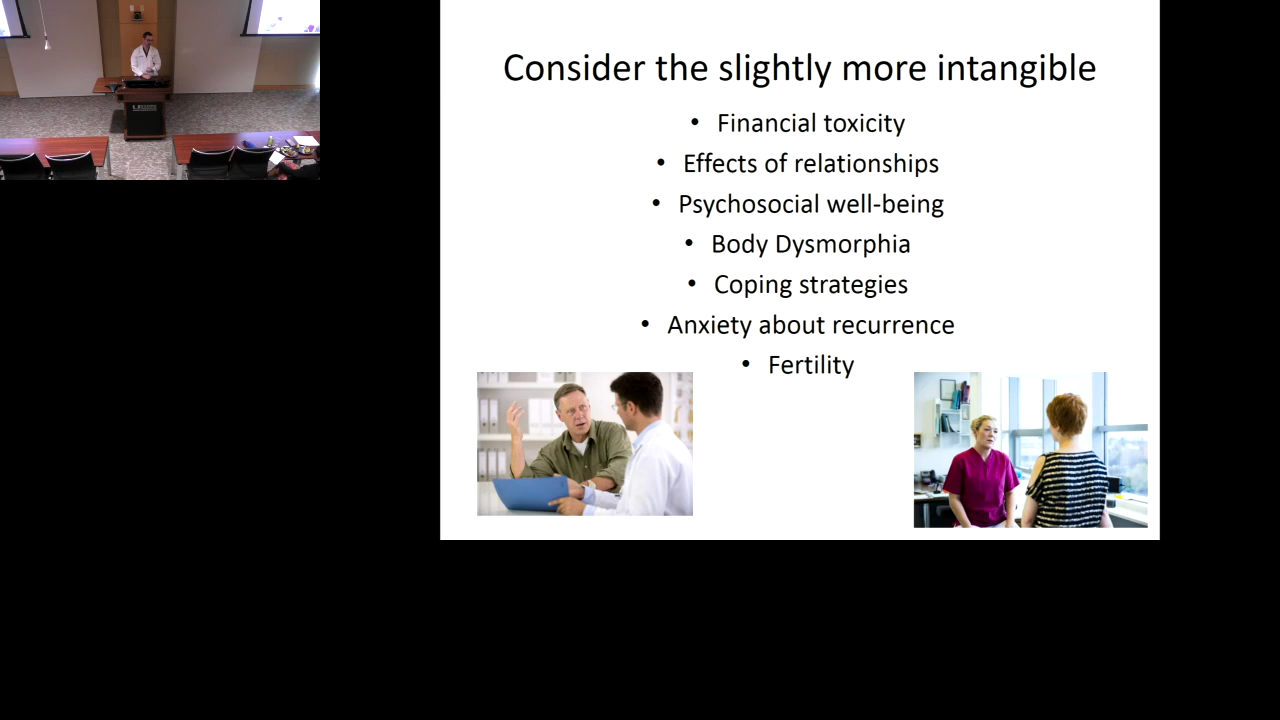 Consider the slightly more intangible
• Financial toxicity
• Effects of relationships
• Psychosocial well-being
• Body Dysmorphia
• Coping strategies
• Anxiety about recurrence
• Fertility